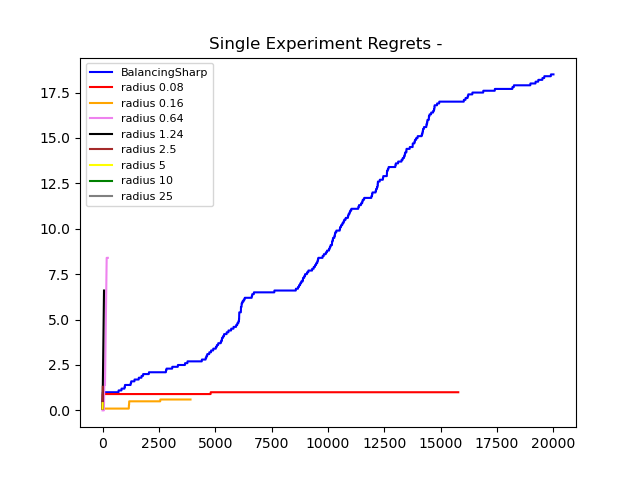 Single Experiment Regrets -
BalancingSharp
radius 0.08
radius 0.16
radius 0.64
radius 1.24
radius 2.5
radius 5
radius 10
radius 25
17.5
15.0
12.5
10.0
7.5
5.0
2.5
0.0
0 2500 5000 7500 10000 12500 15000 17500 20000